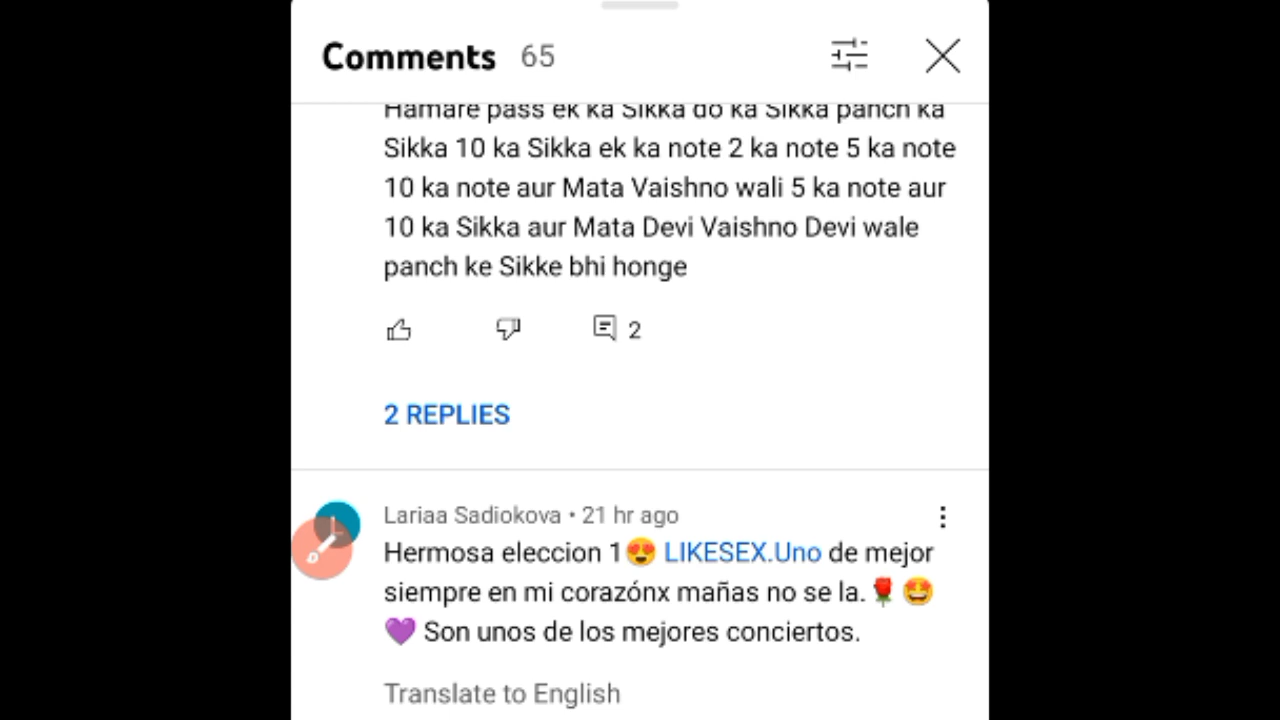 Comments 65
Hamare pass ek ka Sikka do ka Sikka panch ka
Sikka 10 ka Sikka ek ka note 2 ka note 5 ka note
10 ka note aur Mata Vaishno wali 5 ka note aur
10 ka Sikka aur Mata Devi Vaishno Devi wale
panch ke Sikke bhi honge
2
2 REPLIES
Lariaa Sadiokova • 21 hr ago
Hermosa eleccion 1😍 LIKESEX.Uno de mejor
siempre en mi corazónx mañas no se la.🌹🤩
💜 Son unos de los mejores conciertos.
Translate to English